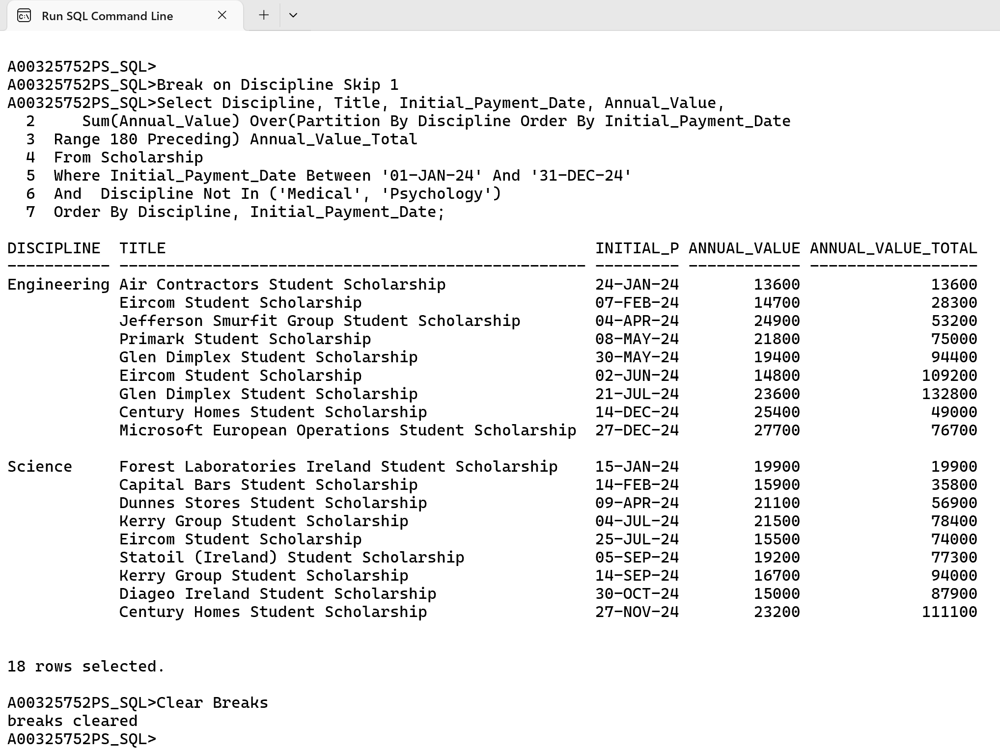 Run SQL Command Line
A00325752PS_SQL>
A00325752PS_SQL>Break on Discipline Skip 1
A00325752PS_SQL>Select Discipline, Title, Initial_Payment_Date, Annual_Value,
  2     Sum(Annual_Value) Over(Partition By Discipline Order By Initial_Payment_Date
  3  Range 180 Preceding) Annual_Value_Total
  4  From Scholarship
  5  Where Initial_Payment_Date Between '01-JAN-24' And '31-DEC-24'
  6  And  Discipline Not In ('Medical', 'Psychology')
  7  Order By Discipline, Initial_Payment_Date;
DISCIPLINE  TITLE                                              INITIAL_P ANNUAL_VALUE ANNUAL_VALUE_TOTAL
----------- -------------------------------------------------- --------- ------------ ------------------
Engineering Air Contractors Student Scholarship                24-JAN-24        13600              13600
            Eircom Student Scholarship                         07-FEB-24        14700              28300
            Jefferson Smurfit Group Student Scholarship        04-APR-24        24900              53200
            Primark Student Scholarship                        08-MAY-24        21800              75000
            Glen Dimplex Student Scholarship                   30-MAY-24        19400              94400
            Eircom Student Scholarship                         02-JUN-24        14800             109200
            Glen Dimplex Student Scholarship                   21-JUL-24        23600             132800
            Century Homes Student Scholarship                  14-DEC-24        25400              49000
            Microsoft European Operations Student Scholarship  27-DEC-24        27700              76700
Science     Forest Laboratories Ireland Student Scholarship    15-JAN-24        19900              19900
            Capital Bars Student Scholarship                   14-FEB-24        15900              35800
            Dunnes Stores Student Scholarship                  09-APR-24        21100              56900
            Kerry Group Student Scholarship                    04-JUL-24        21500              78400
            Eircom Student Scholarship                         25-JUL-24        15500              74000
            Statoil (Ireland) Student Scholarship              05-SEP-24        19200              77300
            Kerry Group Student Scholarship                    14-SEP-24        16700              94000
            Diageo Ireland Student Scholarship                 30-OCT-24        15000              87900
            Century Homes Student Scholarship                  27-NOV-24        23200             111100
18 rows selected.
A00325752PS_SQL>Clear Breaks
breaks cleared
A00325752PS_SQL>